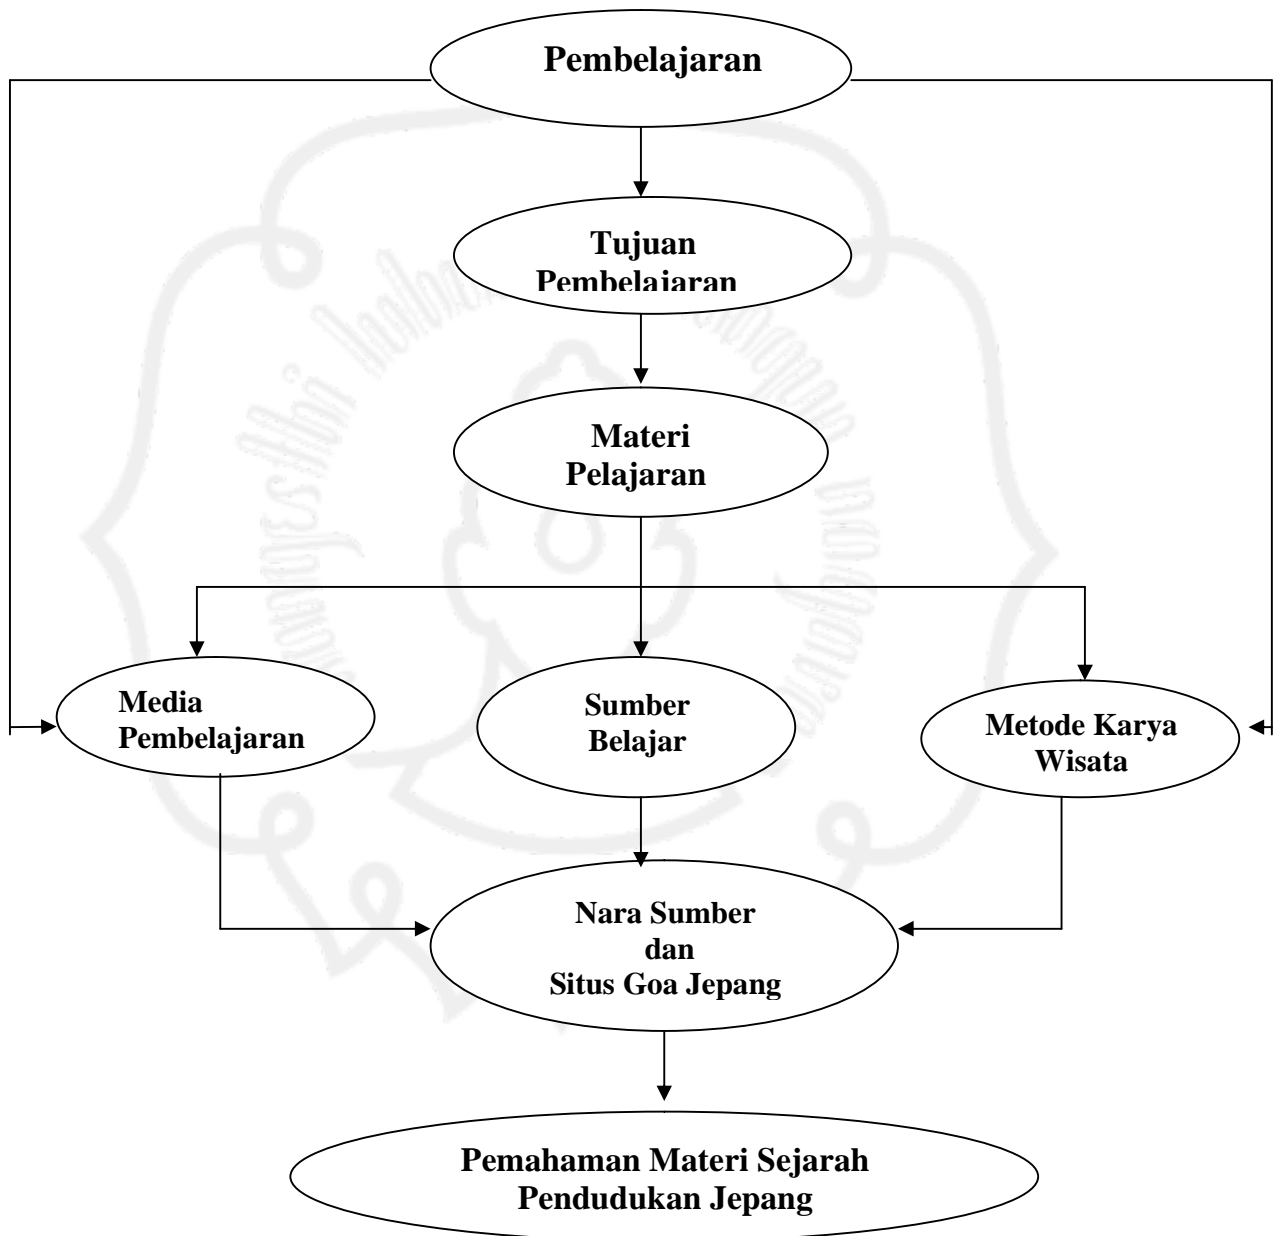 Pembelajaran
Tujuan
Pembelajaran
Materi
Pelajaran
Media
Pembelajaran
Sumber
Belajar
Metode Karya
Wisata
Nara Sumber
dan
Situs Goa Jepang
Pemahaman Materi Sejarah
Pendudukan Jepang